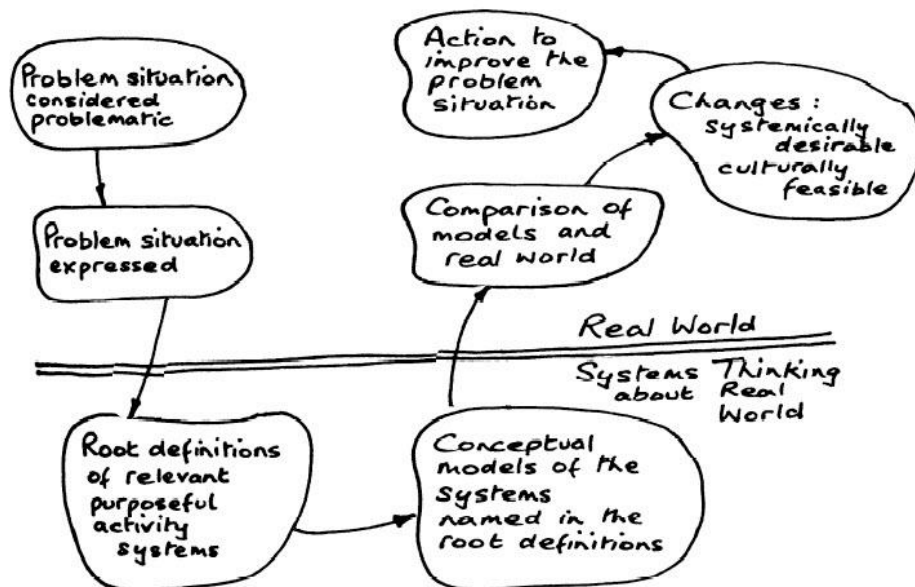 Problem situation
considered
problematic
Problem situation
expressed
Root definitions
of relevant
purposeful
activity
systems
Conceptual
models of the
systems
named in the
root definitions
Comparison of
models and
real world
Changes:
systemically
desirable
culturally
feasible
Action to
improve the
problem
situation
Real World
Systems Thinking
about Real
World